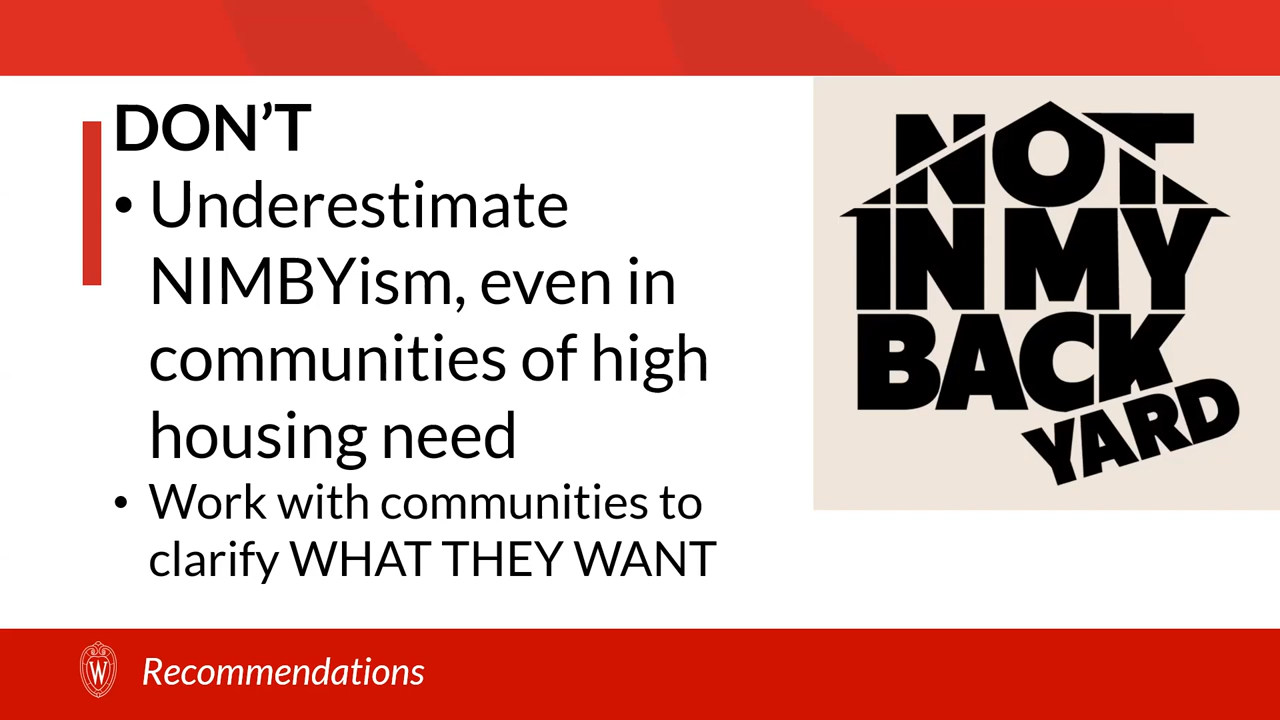 DON’T
• Underestimate
NIMBYism, even in
communities of high
housing need
• Work with communities to
clarify WHAT THEY WANT
NOT
IN MY
BACK
YARD
W
Recommendations